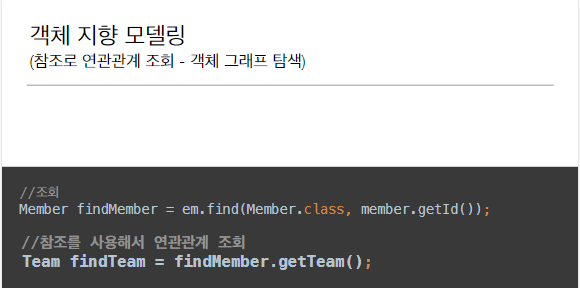 객체 지향 모델링
(참조로 연관관계 조회 - 객체 그래프 탐색)
//조회
Member findMember = em.find(Member.class, member.getId());
//참조를 사용해서 연관관계 조회
Team findTeam = findMember.getTeam();